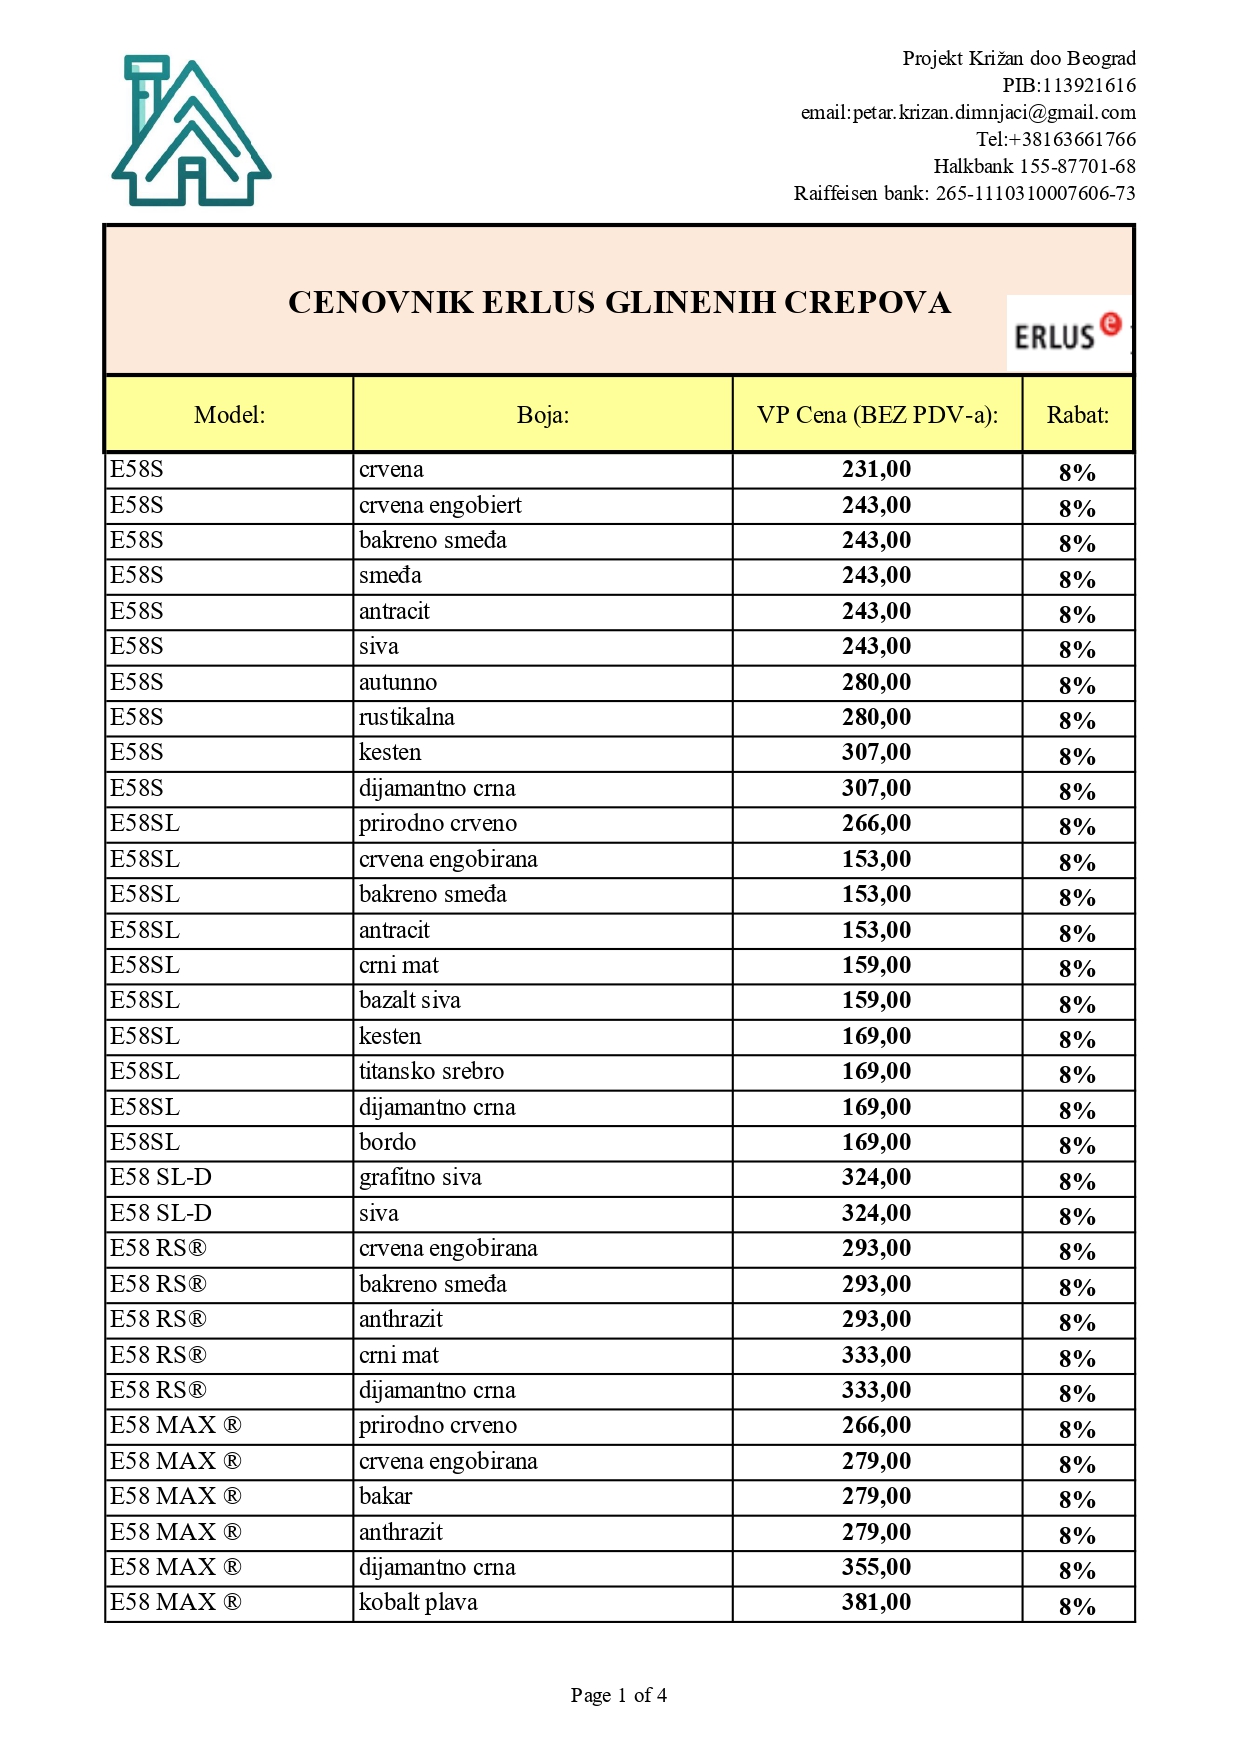 Projekt Križan doo Beograd
PIB:113921616
email:petar.krizan.dimnjaci@gmail.com
Tel:+38163661766
Halkbank 155-87701-68
Raiffeisen bank: 265-1110310007606-73
CENOVNIK ERLUS GLINENIH CREPOVA
ERLUS e
Model: Boja: VP Cena (BEZ PDV-a): Rabat:
E58S crvena 231,00 8%
E58S crvena engobiert 243,00 8%
E58S bakreno smeđa 243,00 8%
E58S smeđa 243,00 8%
E58S antracit 243,00 8%
E58S siva 243,00 8%
E58S autunno 280,00 8%
E58S rustikalna 280,00 8%
E58S kesten 307,00 8%
E58S dijamantno crna 307,00 8%
E58SL prirodno crveno 266,00 8%
E58SL crvena engobirana 153,00 8%
E58SL bakreno smeđa 153,00 8%
E58SL antracit 153,00 8%
E58SL crni mat 159,00 8%
E58SL bazalt siva 159,00 8%
E58SL kesten 169,00 8%
E58SL titansko srebro 169,00 8%
E58SL dijamantno crna 169,00 8%
E58SL bordo 169,00 8%
E58 SL-D grafitno siva 324,00 8%
E58 SL-D siva 324,00 8%
E58 RS® crvena engobirana 293,00 8%
E58 RS® bakreno smeđa 293,00 8%
E58 RS® anthrazit 293,00 8%
E58 RS® crni mat 333,00 8%
E58 RS® dijamantno crna 333,00 8%
E58 MAX ® prirodno crveno 266,00 8%
E58 MAX ® crvena engobirana 279,00 8%
E58 MAX ® bakar 279,00 8%
E58 MAX ® anthrazit 279,00 8%
E58 MAX ® dijamantno crna 355,00 8%
E58 MAX ® kobalt plava 381,00 8%
Page 1 of 4